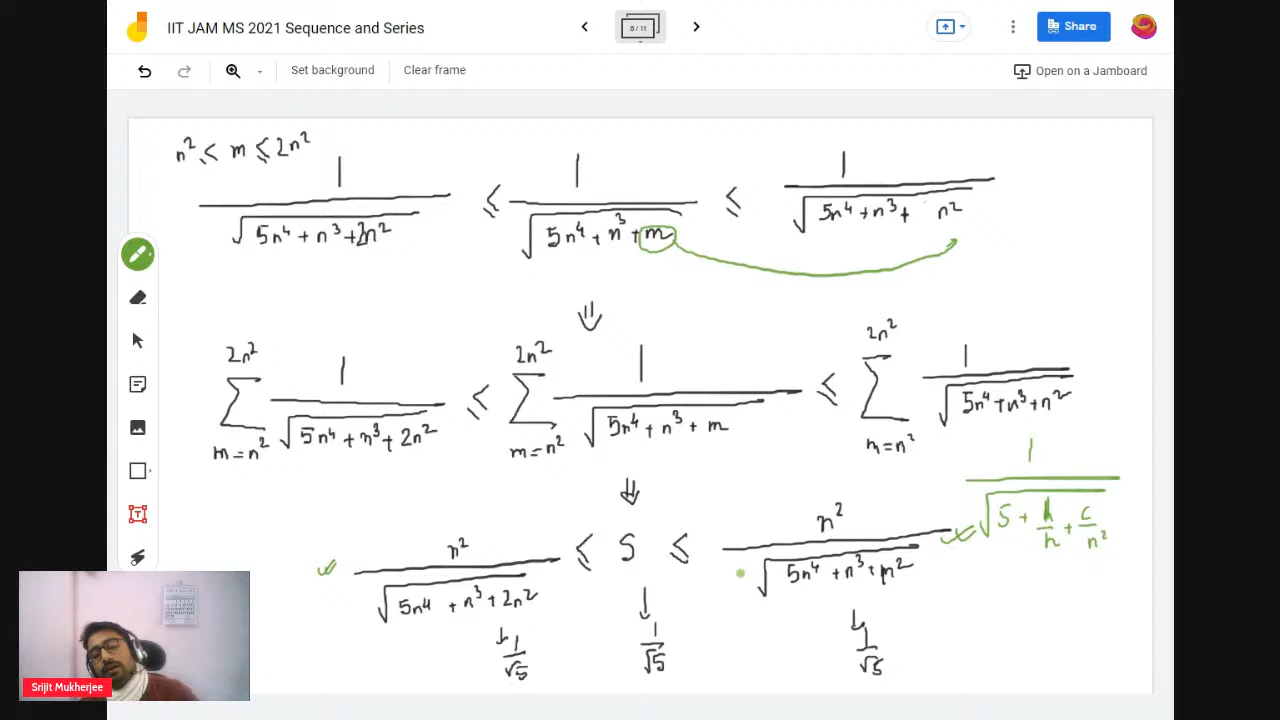 IIT JAM MS 2021 Sequence and Series
8 / 11
Share
Set background
Clear frame
Open on a Jamboard
n² ≤ m ≤ 2n²
1/√(5n⁴ + n³ + 2n²) ≤ 1/√(5n⁴ + n³ + m) ≤ 1/√(5n⁴ + n³ + n²)
⇓
∑_{m=n²}^{2n²} 1/√(5n⁴ + n³ + 2n²) ≤ ∑_{m=n²}^{2n²} 1/√(5n⁴ + n³ + m) ≤ ∑_{m=n²}^{2n²} 1/√(5n⁴ + n³ + n²)
⇓
1/√(5 + 1/n + c/n²)
n²/√(5n⁴ + n³ + 2n²) ≤ S ≤ n²/√(5n⁴ + n³ + n²)
↓ 1/√5 ↓ 1/√5 ↓ 1/√5
Srijit Mukherjee